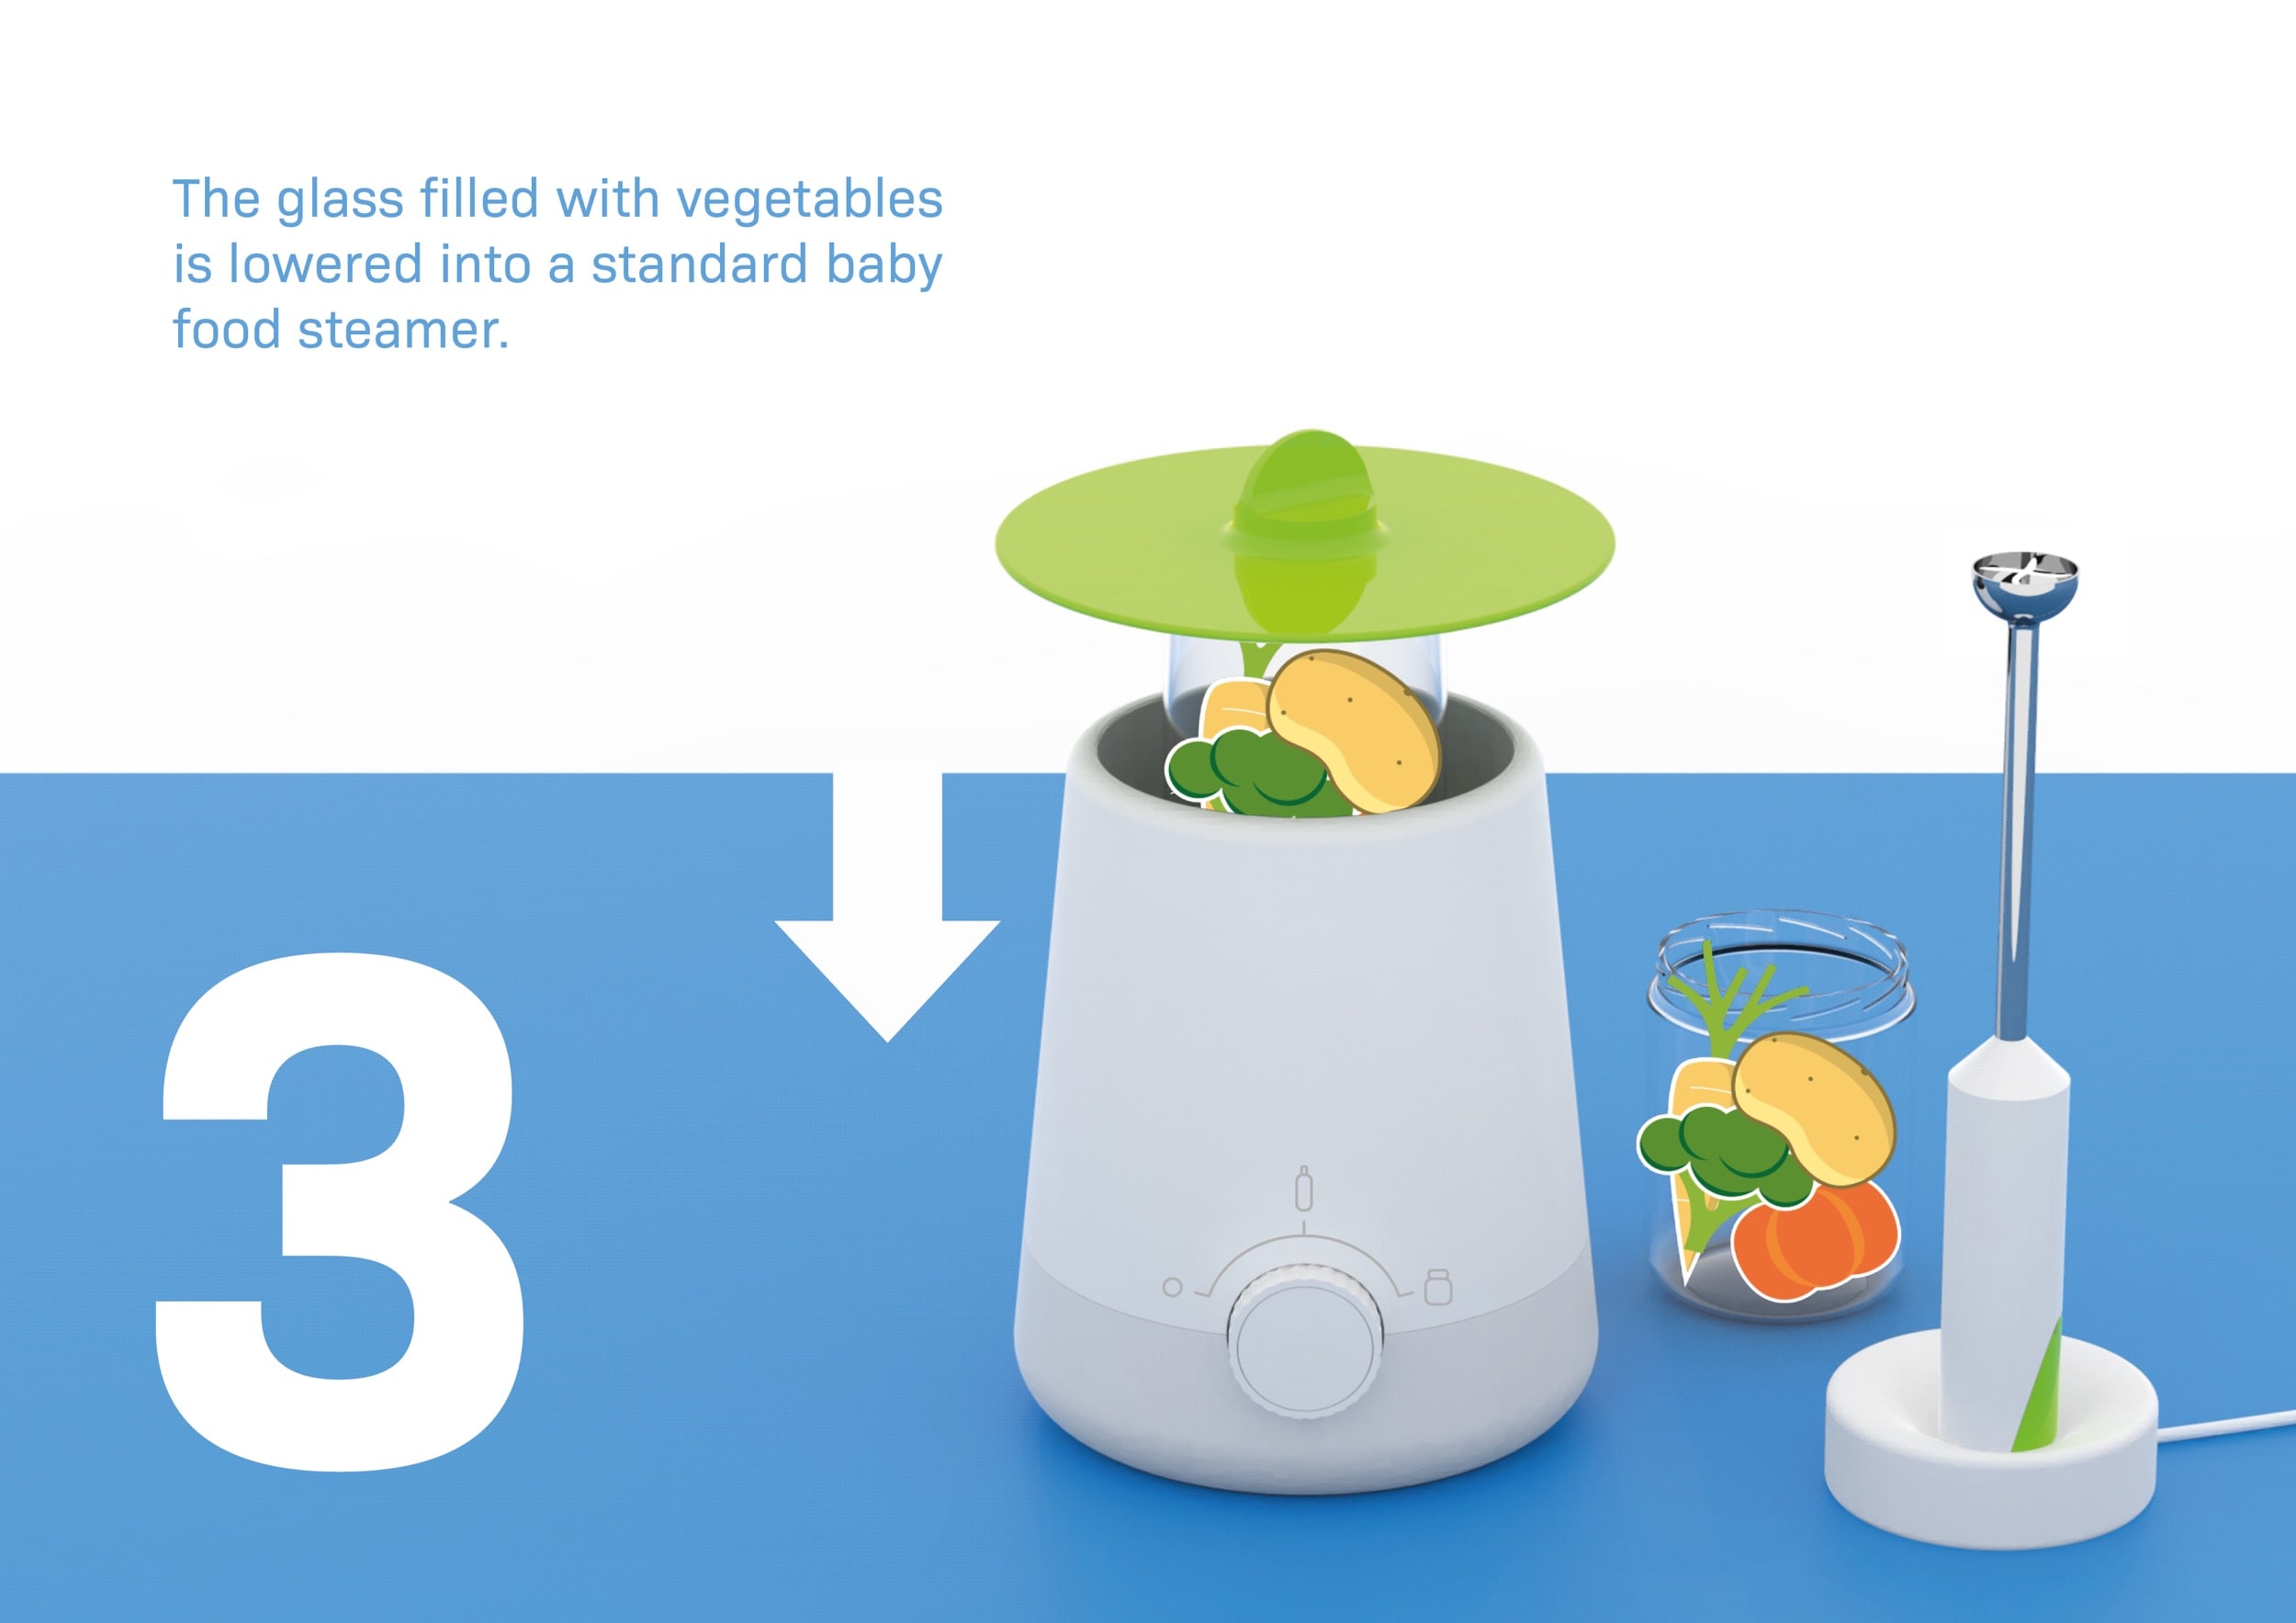 The glass filled with vegetables
is lowered into a standard baby
food steamer.
3